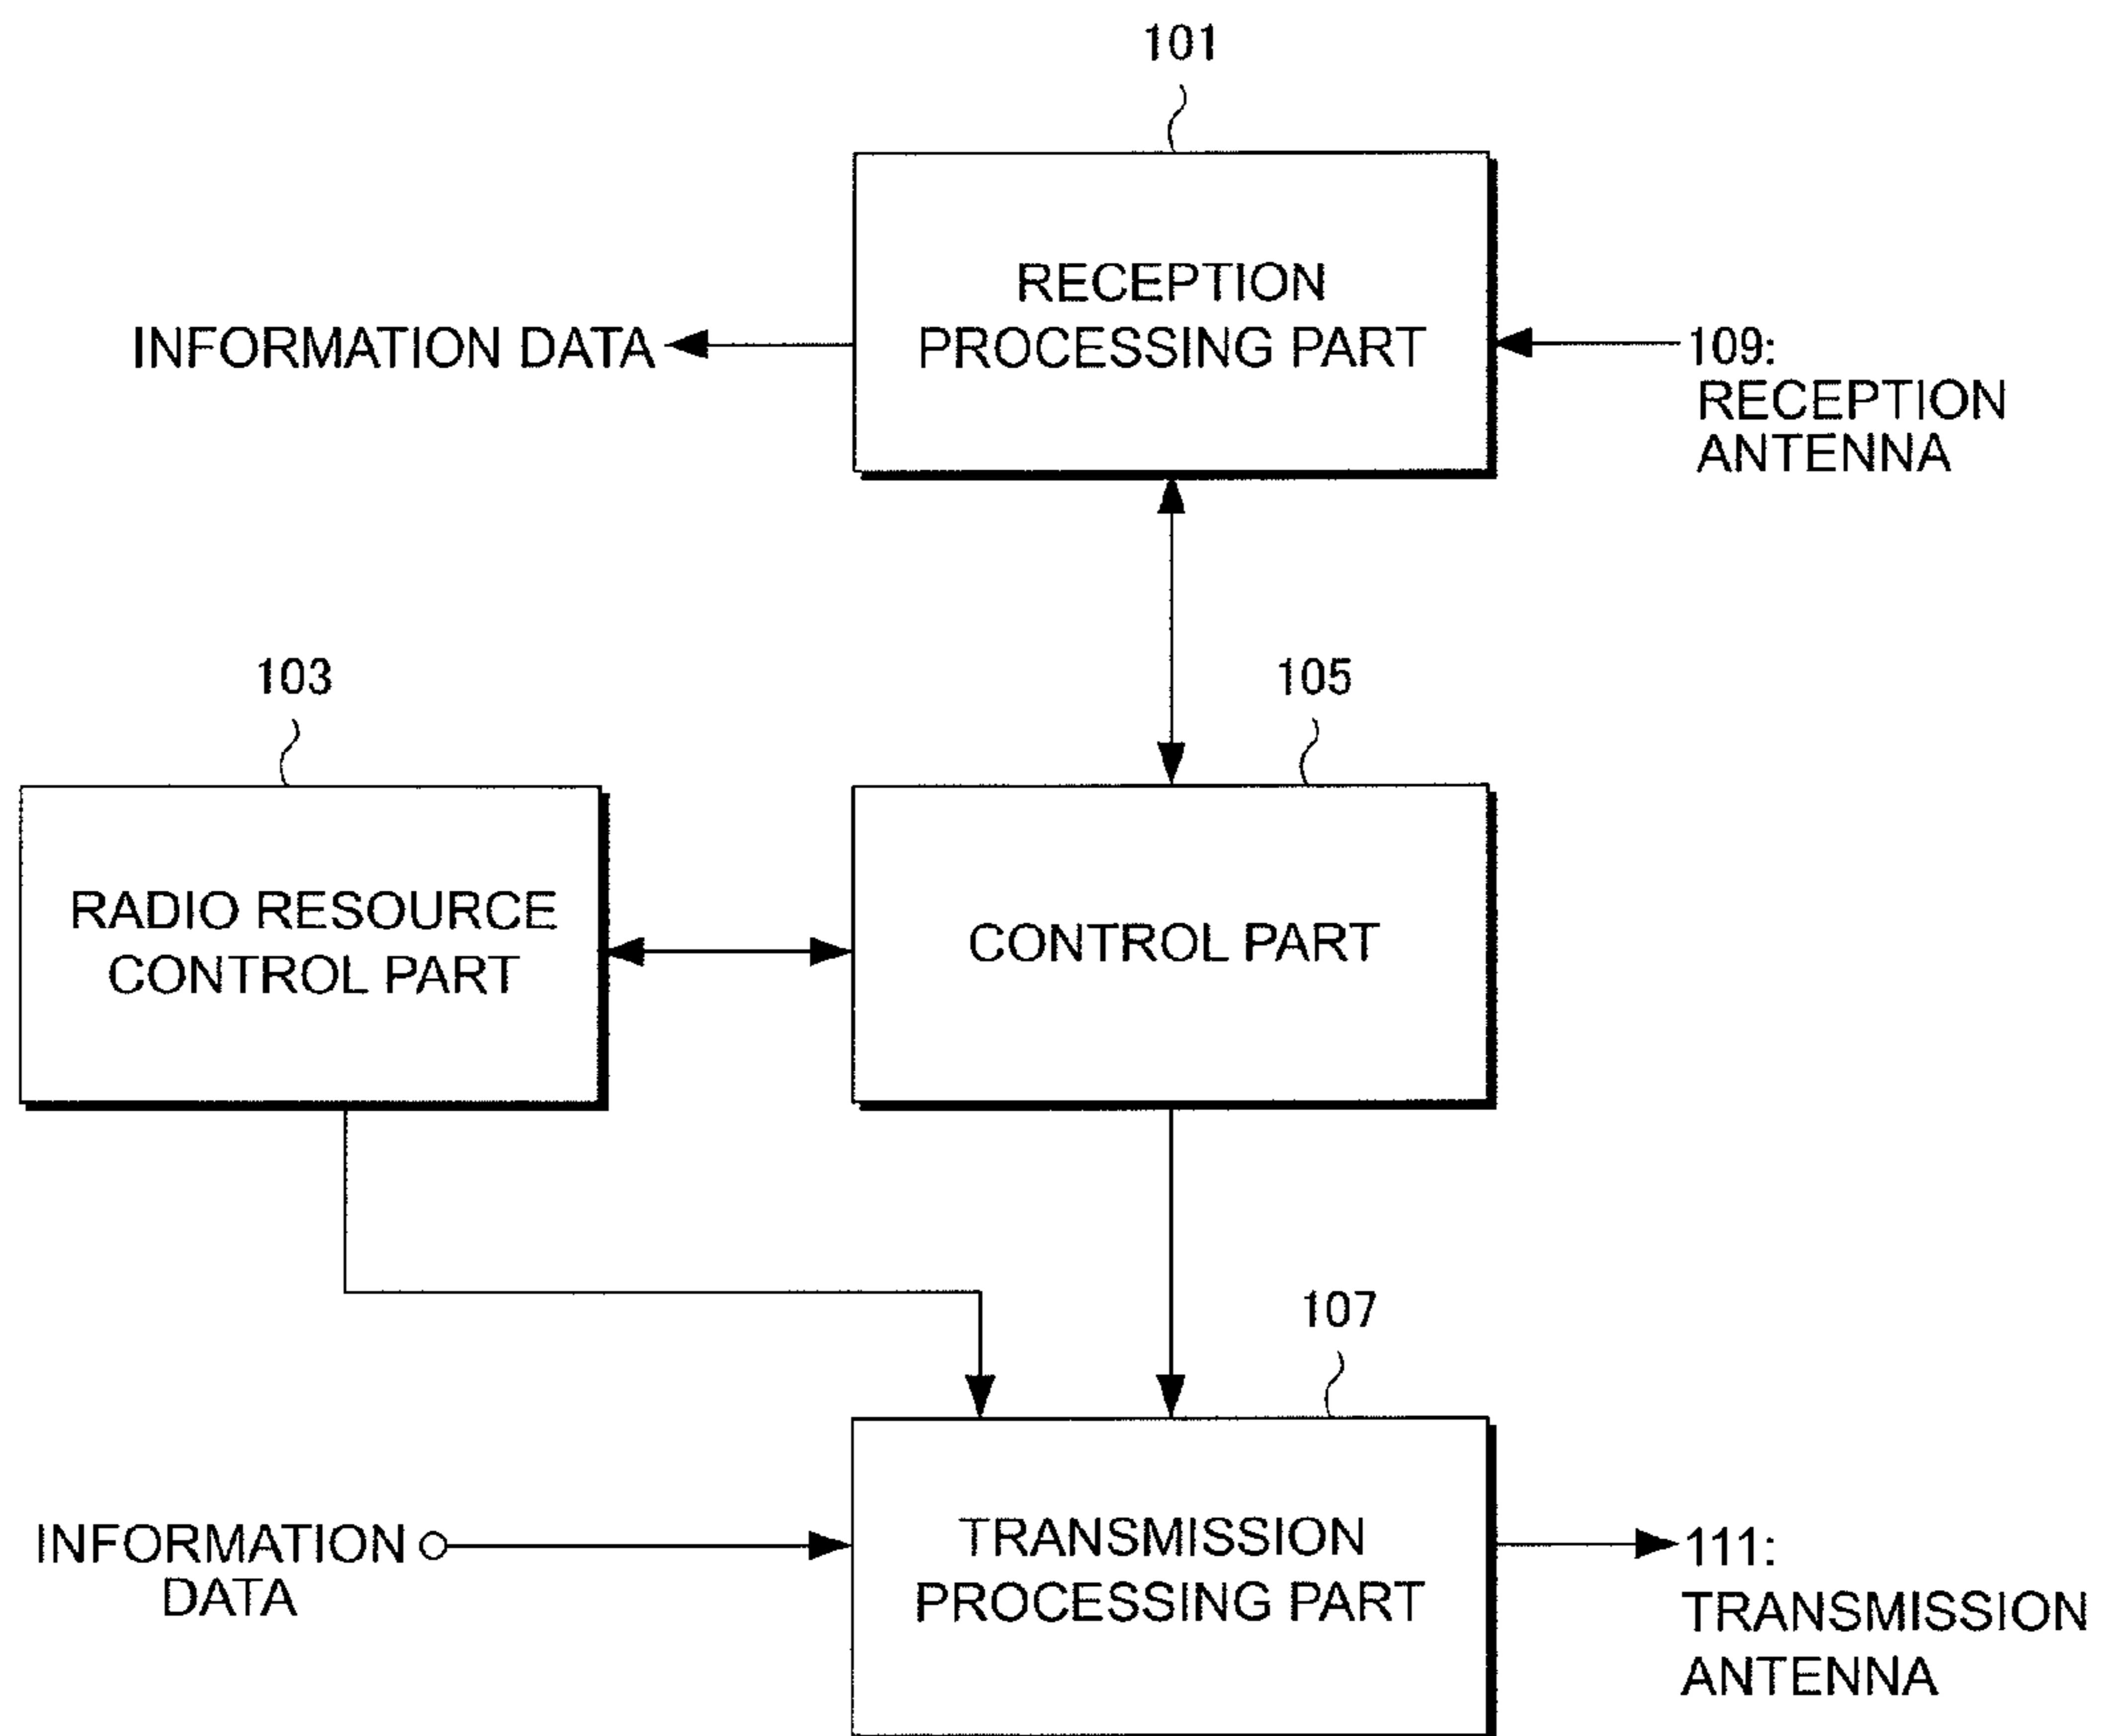 101
RECEPTION
PROCESSING PART
INFORMATION DATA
109:
RECEPTION
ANTENNA
103
105
RADIO RESOURCE
CONTROL PART
CONTROL PART
107
INFORMATION
DATA
TRANSMISSION
PROCESSING PART
111:
TRANSMISSION
ANTENNA